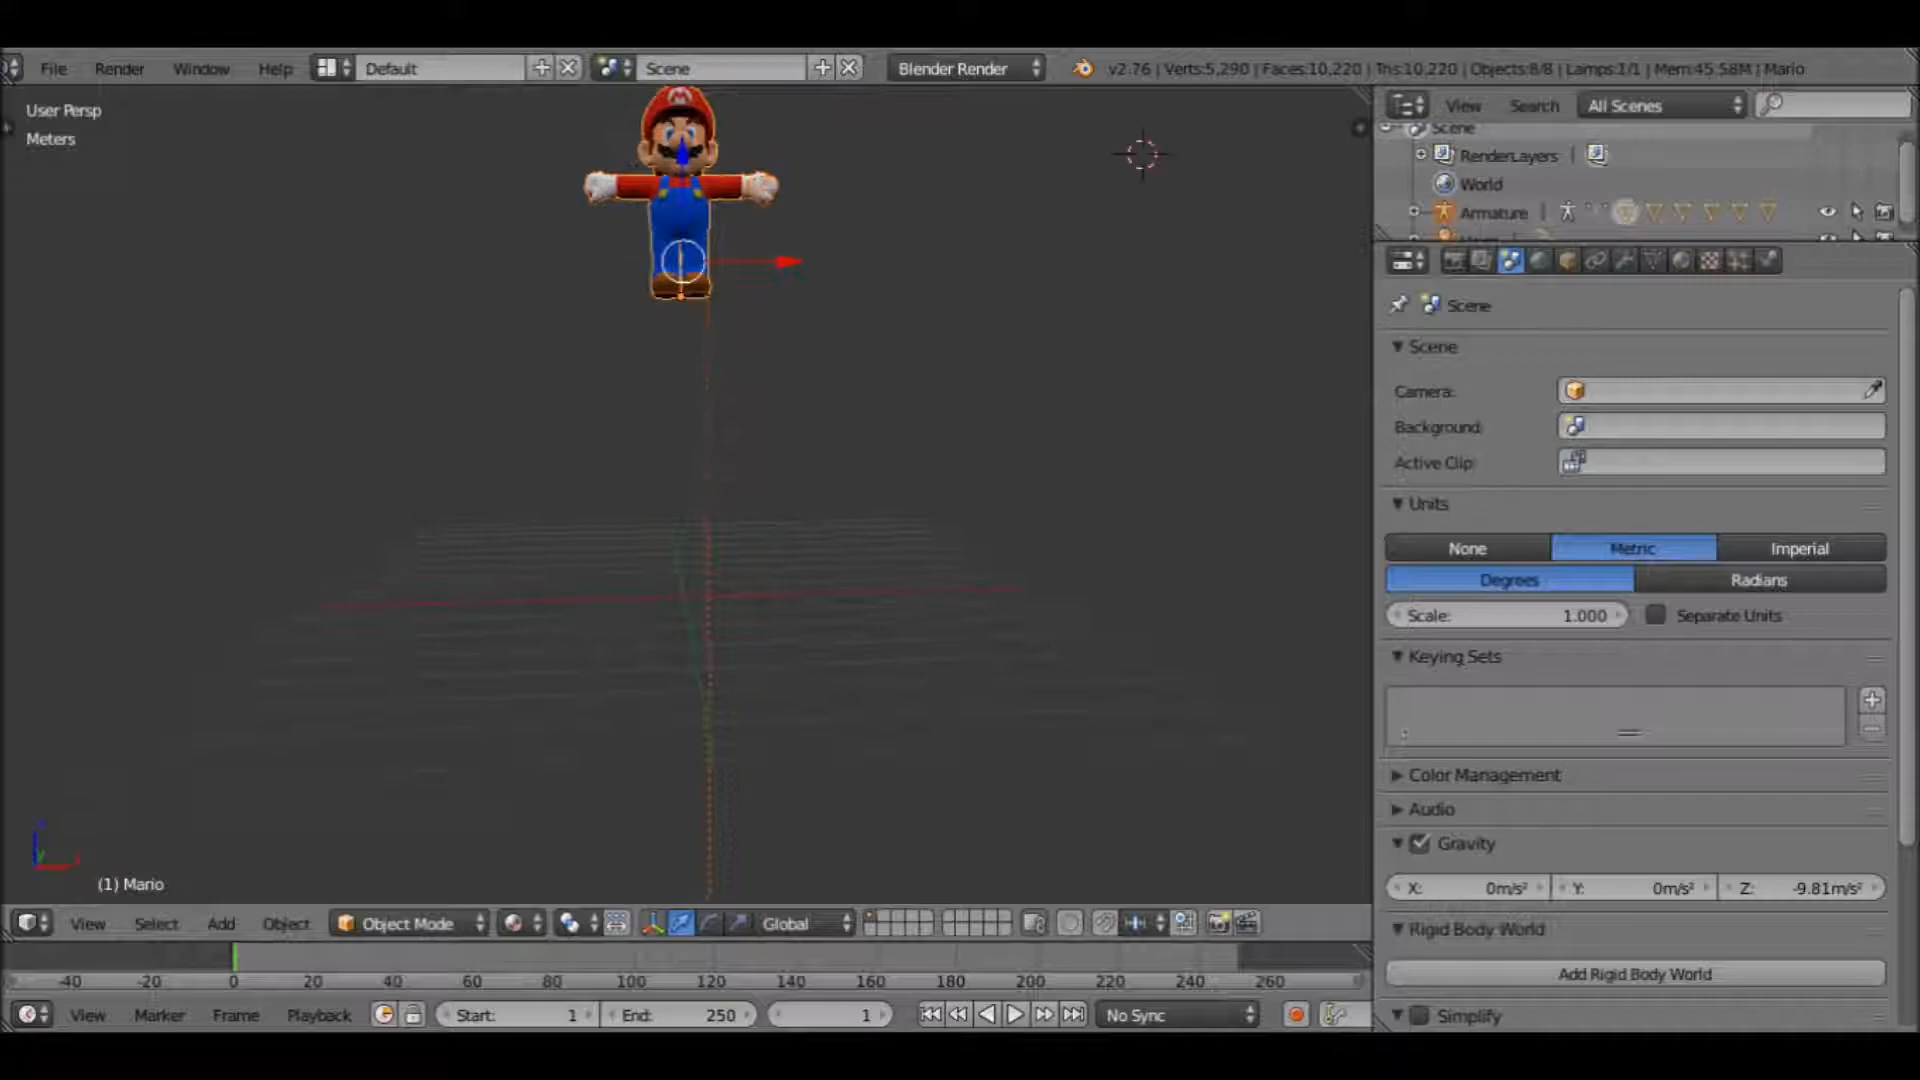 File Render Window Help Default Scene Blender Render v2.76 | Verts:5,290 | Faces:10,220 | Tris:10,220 | Objects:8/8 | Lamps:1/1 | Mem:45.58M | Mario
User Persp
Meters
View Search All Scenes
Scene
RenderLayers
World
Armature
Scene
Scene
Camera:
Background:
Active Clip:
Units
None Metric Imperial
Degrees Radians
Scale: 1.000 Separate Units
Keying Sets
Color Management
Audio
Gravity
X: 0m/s² Y: 0m/s² Z: -9.81m/s²
Rigid Body World
Add Rigid Body World
Simplify
(1) Mario
View Select Add Object Object Mode Global
-40 -20 0 20 40 60 80 100 120 140 160 180 200 220 240 260
View Marker Frame Playback Start: 1 End: 250 1 No Sync